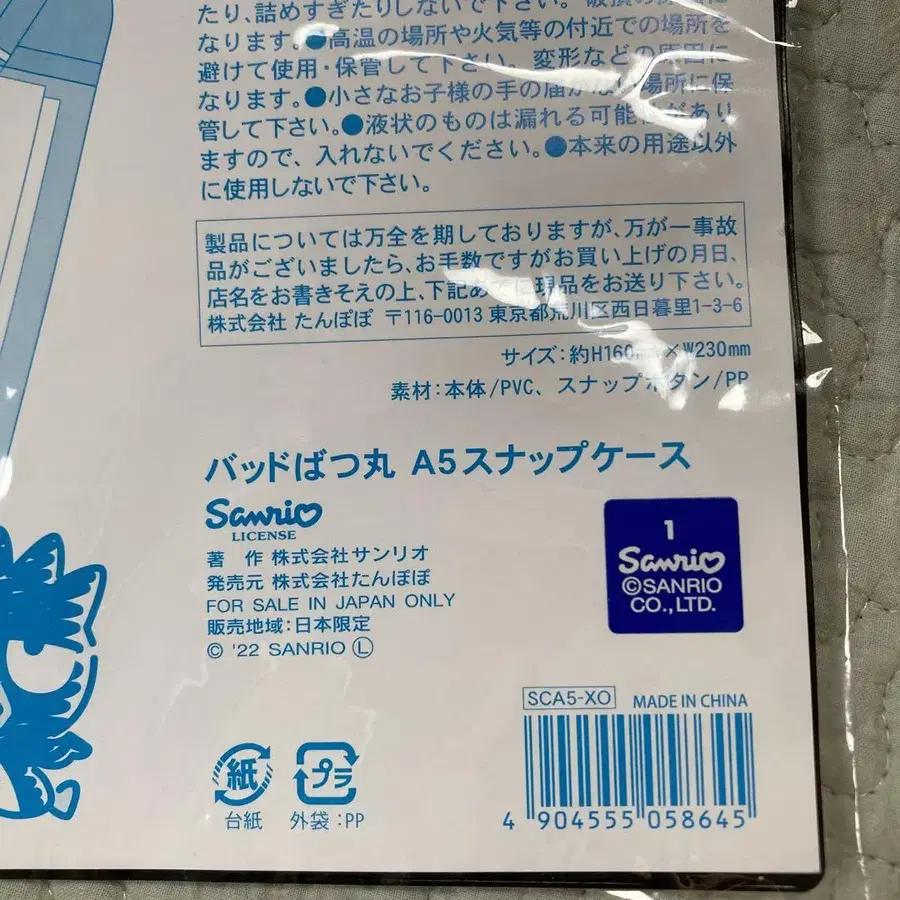 たり、詰めすぎたりしないで下さい。
なります。●高温の場所や火気等の付近での場所を
避けて使用・保管して下さい。変形などの原因に
なります。●小さなお子様の手の届かない場所に保
管して下さい。●液状のものは漏れる可能性があり
ますので、入れないでください。●本来の用途以外
に使用しないで下さい。
製品については万全を期しておりますが、万が一事故
品がございましたら、お手数ですがお買い上げの月日、
店名をお書きそえの上、下記あてに現品をお送り下さい。
株式会社 たんぽぽ 〒116-0013 東京都荒川区西日暮里1-3-6
サイズ:約H160mm×W230mm
素材:本体/PVC、スナップボタン/PP
バッドばつ丸 A5スナップケース
Sanrio
LICENSE
著 作 株式会社サンリオ
発売元 株式会社たんぽぽ
FOR SALE IN JAPAN ONLY
販売地域:日本限定
© '22 SANRIO Ⓛ
1
Sanrio
©SANRIO
CO.,LTD.
SCA5-XO MADE IN CHINA
4 904555 058645
紙
台紙
プラ
外袋:PP